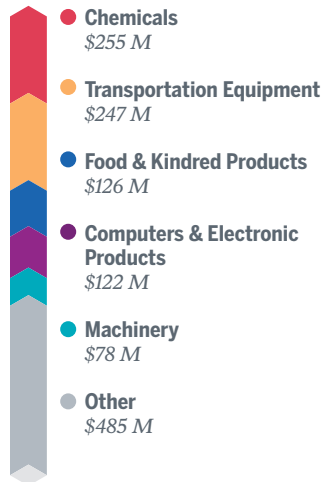 Chemicals
$255 M
Transportation Equipment
$247 M
Food & Kindred Products
$126 M
Computers & Electronic
Products
$122 M
Machinery
$78 M
Other
$485 M